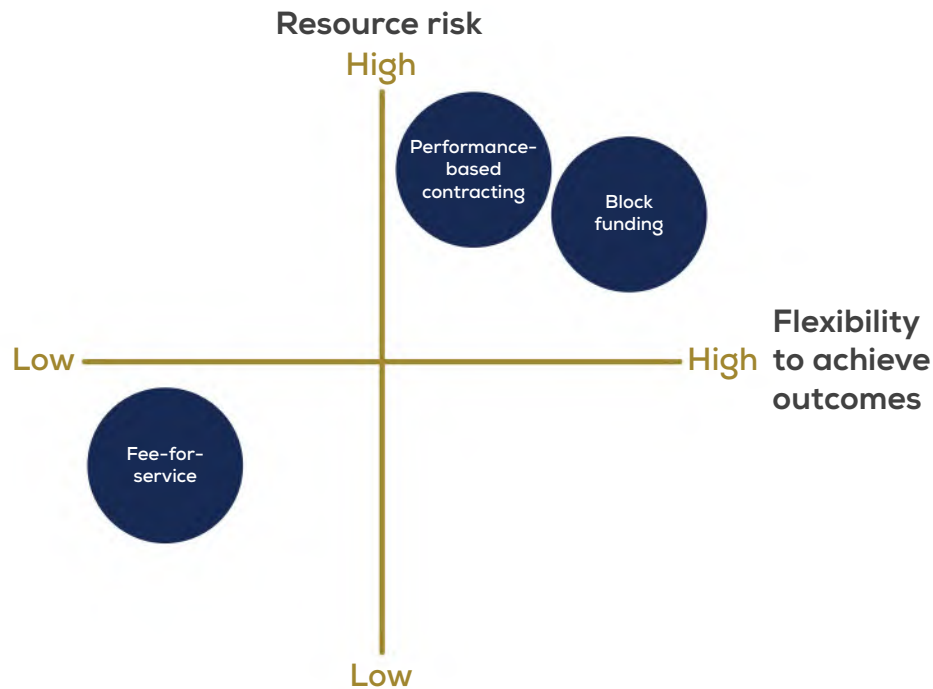 Resource risk
High
Performance-
based
contracting
Block
funding
Low
High
Flexibility
to achieve
outcomes
Fee-for-
service
Low